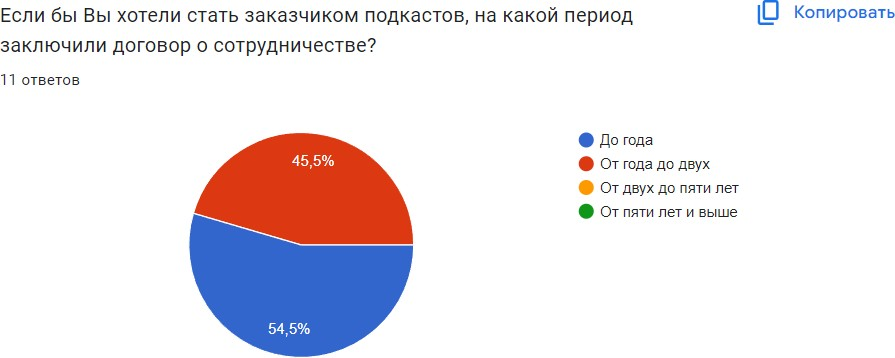 Если бы Вы хотели стать заказчиком подкастов, на какой период
заключили договор о сотрудничестве?
Копировать
11 ответов
45,5%
54,5%
До года
От года до двух
От двух до пяти лет
От пяти лет и выше